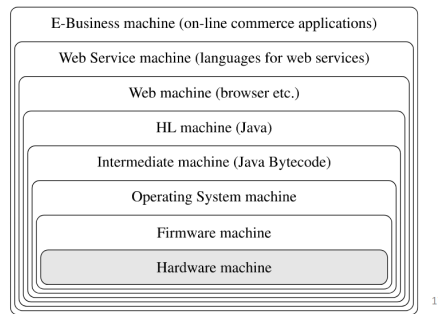 E-Business machine (on-line commerce applications)
Web Service machine (languages for web services)
Web machine (browser etc.)
HL machine (Java)
Intermediate machine (Java Bytecode)
Operating System machine
Firmware machine
Hardware machine
1